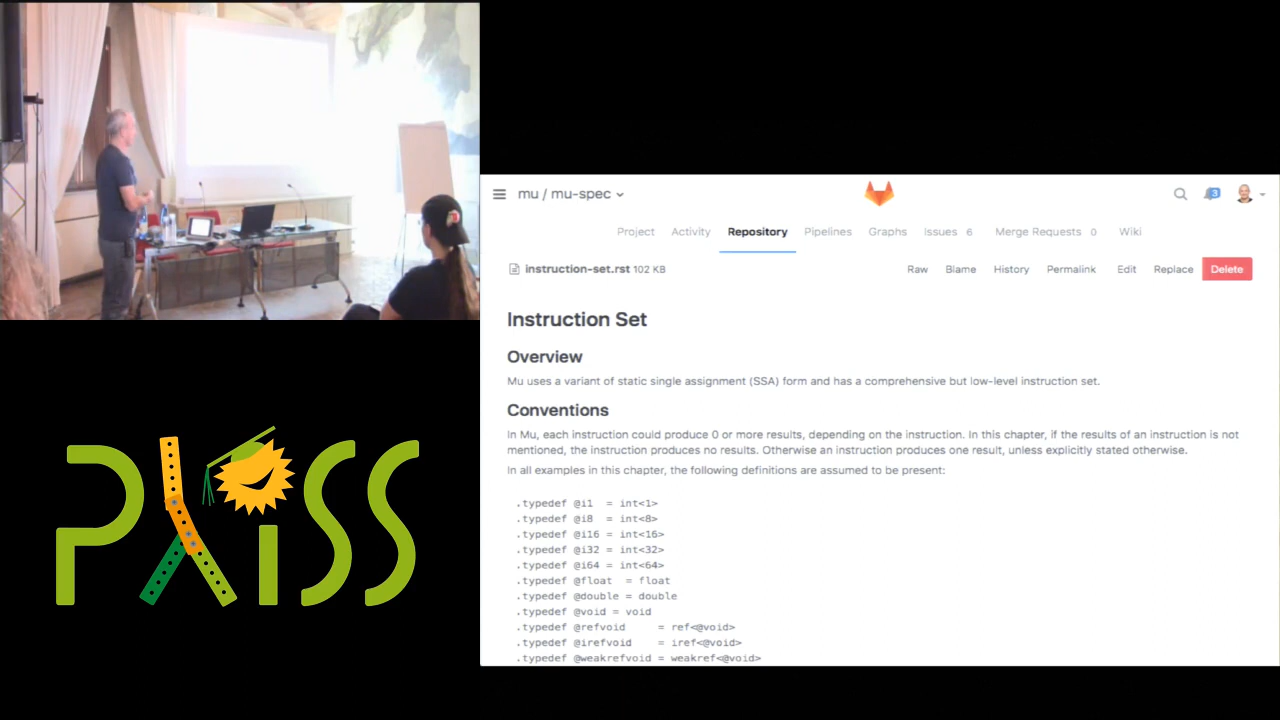 PλiSS
mu / mu-spec
3
Project Activity Repository Pipelines Graphs Issues 6 Merge Requests 0 Wiki
instruction-set.rst 102 KB
Raw Blame History Permalink Edit Replace Delete
Instruction Set
Overview
Mu uses a variant of static single assignment (SSA) form and has a comprehensive but low-level instruction set.
Conventions
In Mu, each instruction could produce 0 or more results, depending on the instruction. In this chapter, if the results of an instruction is not
mentioned, the instruction produces no results. Otherwise an instruction produces one result, unless explicitly stated otherwise.
In all examples in this chapter, the following definitions are assumed to be present:
.typedef @i1 = int<1>
.typedef @i8 = int<8>
.typedef @i16 = int<16>
.typedef @i32 = int<32>
.typedef @i64 = int<64>
.typedef @float = float
.typedef @double = double
.typedef @void = void
.typedef @refvoid = ref<@void>
.typedef @irefvoid = iref<@void>
.typedef @weakrefvoid = weakref<@void>